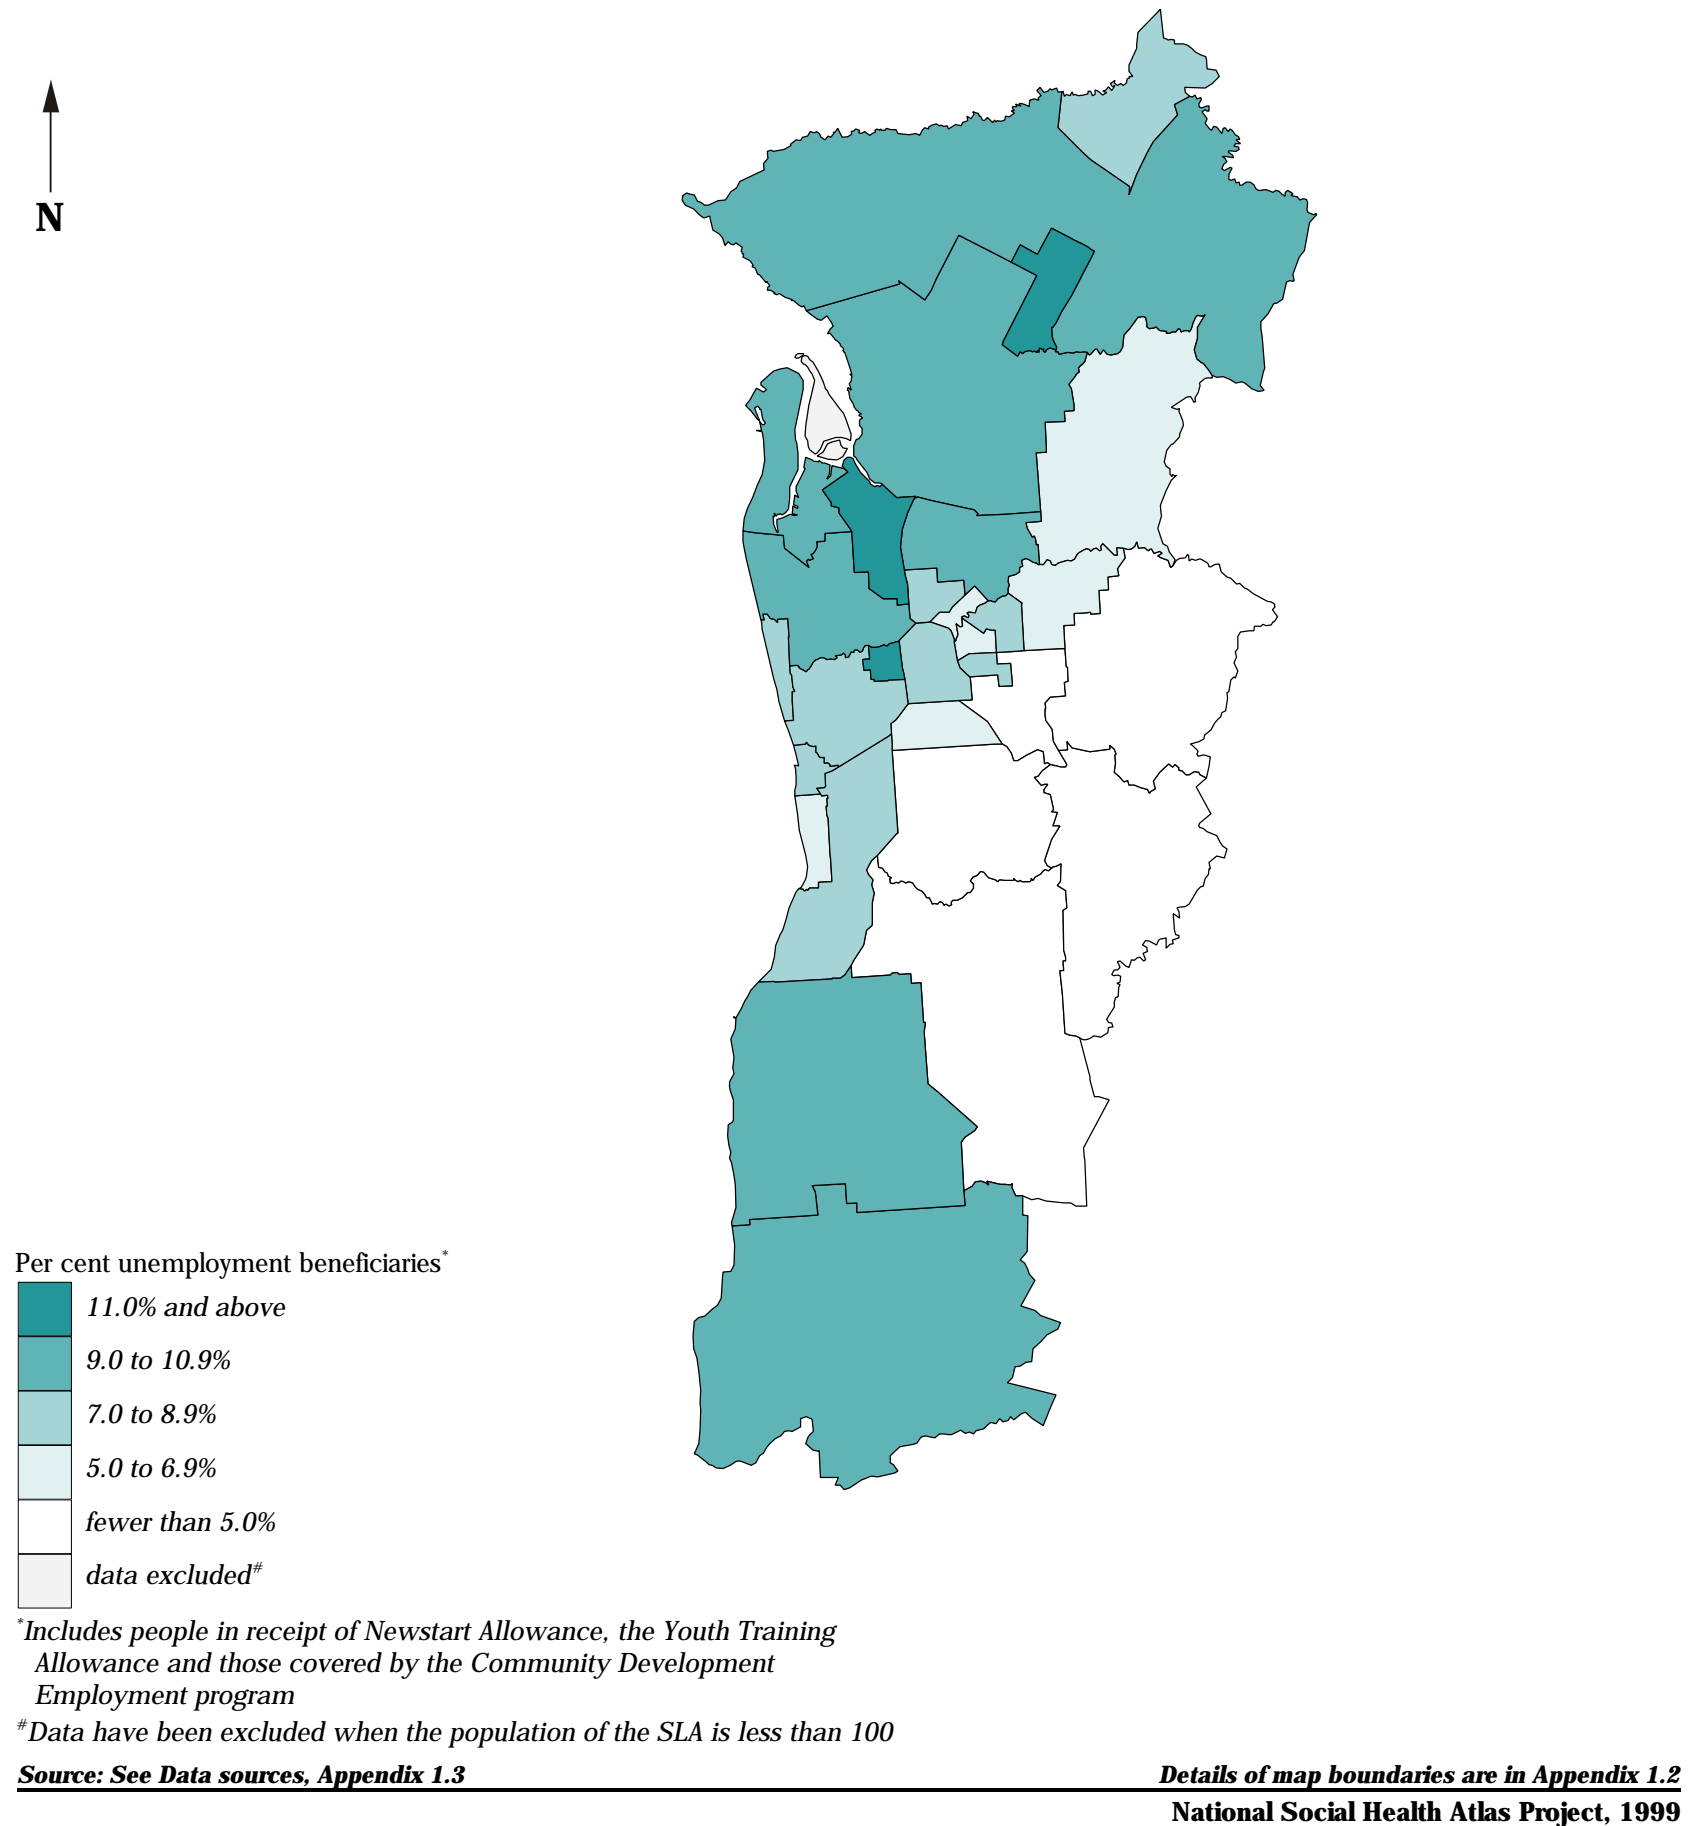 N
Per cent unemployment beneficiaries*
11.0% and above
9.0 to 10.9%
7.0 to 8.9%
5.0 to 6.9%
fewer than 5.0%
data excluded#
*Includes people in receipt of Newstart Allowance, the Youth Training
Allowance and those covered by the Community Development
Employment program
#Data have been excluded when the population of the SLA is less than 100
Source: See Data sources, Appendix 1.3
Details of map boundaries are in Appendix 1.2
National Social Health Atlas Project, 1999